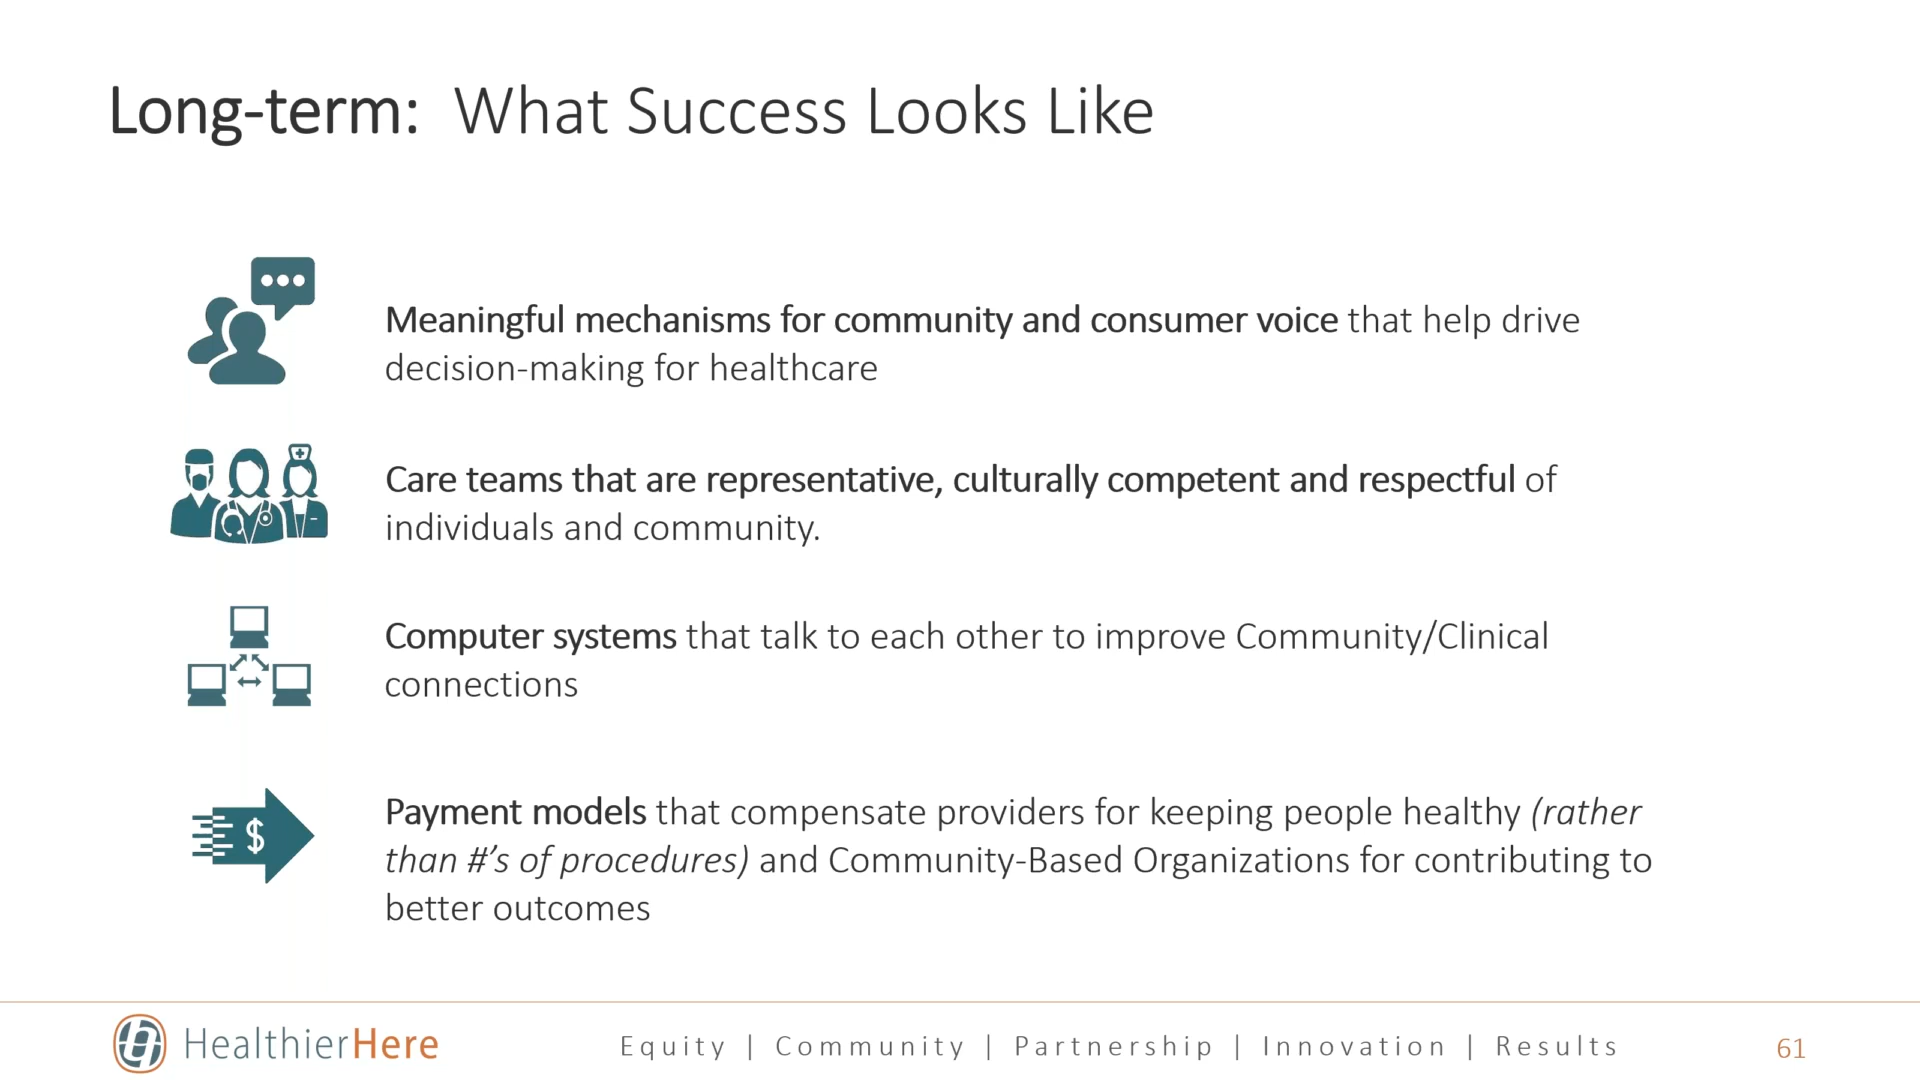 Long-term: What Success Looks Like
Meaningful mechanisms for community and consumer voice that help drive
decision-making for healthcare
Care teams that are representative, culturally competent and respectful of
individuals and community.
Computer systems that talk to each other to improve Community/Clinical
connections
$
Payment models that compensate providers for keeping people healthy (rather
than #’s of procedures) and Community-Based Organizations for contributing to
better outcomes
HealthierHere
Equity | Community | Partnership | Innovation | Results
61